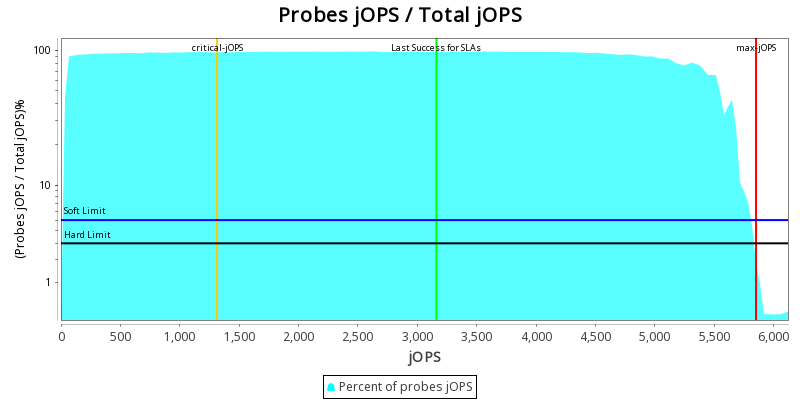 Probes jOPS / Total jOPS
(Probes jOPS / Total jOPS)%
100
10
1
critical-jOPS
Last Success for SLAs
max-jOPS
Soft Limit
Hard Limit
0 500 1,000 1,500 2,000 2,500 3,000 3,500 4,000 4,500 5,000 5,500 6,000
jOPS
Percent of probes jOPS